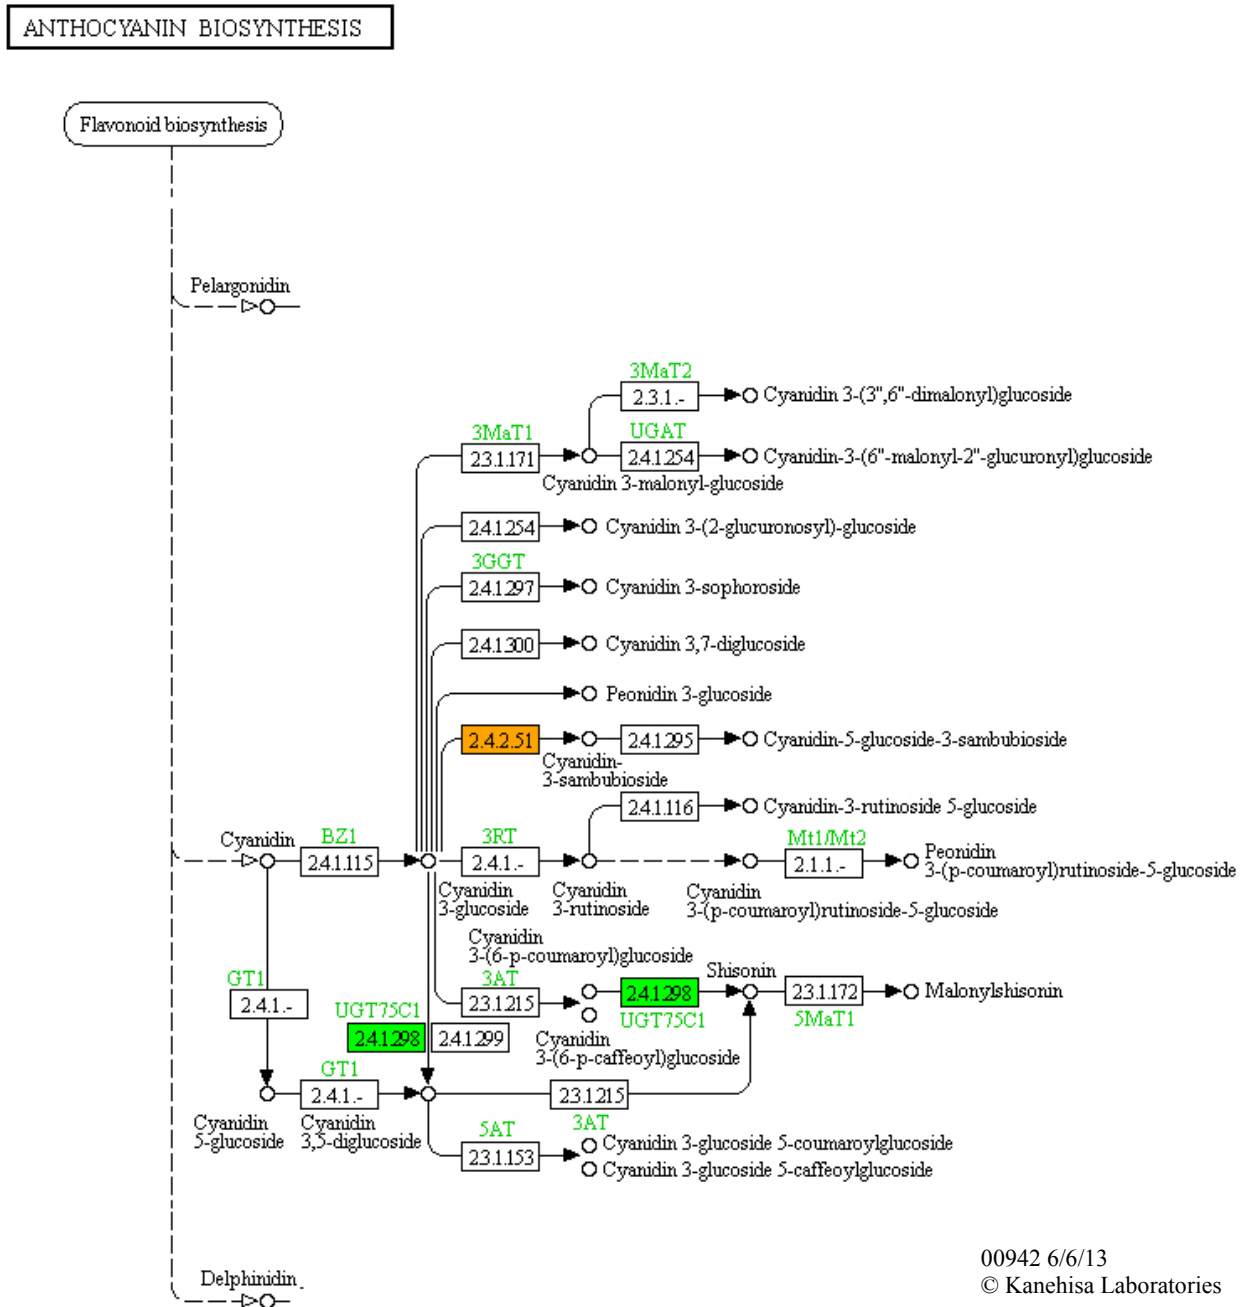 ANTHOCYANIN BIOSYNTHESIS
Flavonoid biosynthesis
Pelargonidin
3MaT2
2.3.1.-
Cyanidin 3-(3",6"-dimalonyl)glucoside
3MaT1
UGAT
2.3.1.171
2.4.1.254
Cyanidin-3-(6"-malonyl-2"-glucuronyl)glucoside
Cyanidin 3-malonyl-glucoside
2.4.1.254
Cyanidin 3-(2-glucuronosyl)-glucoside
3GGT
2.4.1.297
Cyanidin 3-sophoroside
2.4.1.300
Cyanidin 3,7-diglucoside
Peonidin 3-glucoside
2.4.2.51
2.4.1.295
Cyanidin-5-glucoside-3-sambubioside
Cyanidin-
3-sambubioside
2.4.1.116
Cyanidin-3-rutinoside 5-glucoside
Cyanidin
BZ1
2.4.1.115
3RT
2.4.1.-
Mt1/Mt2
2.1.1.-
Peonidin
3-(p-coumaroyl)rutinoside-5-glucoside
Cyanidin
3-glucoside
Cyanidin
3-rutinoside
Cyanidin
3-(p-coumaroyl)rutinoside-5-glucoside
Cyanidin
3-(6-p-coumaroyl)glucoside
GT1
2.4.1.-
3AT
2.3.1.215
2.4.1.298
UGT75C1
Shisonin
2.3.1.172
5MaT1
Malonylshisonin
UGT75C1
2.4.1.298
2.4.1.299
Cyanidin
3-(6-p-caffeoyl)glucoside
GT1
2.4.1.-
2.3.1.215
3AT
Cyanidin
5-glucoside
Cyanidin
3,5-diglucoside
5AT
2.3.1.153
Cyanidin 3-glucoside 5-coumaroylglucoside
Cyanidin 3-glucoside 5-caffeoylglucoside
Delphinidin
00942 6/6/13
© Kanehisa Laboratories